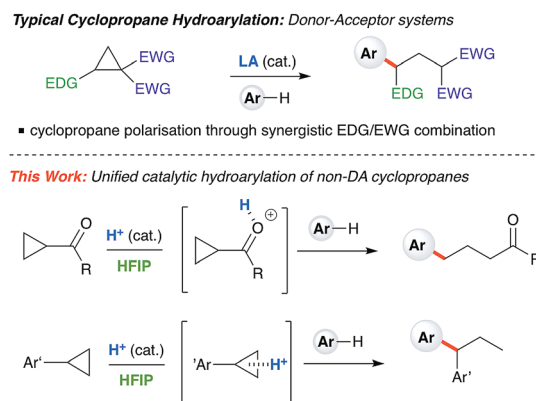 Typical Cyclopropane Hydroarylation: Donor-Acceptor systems
EWG
EWG
EDG
LA (cat.)
Ar—H
Ar
EWG
EDG EWG
▪ cyclopropane polarisation through synergistic EDG/EWG combination
This Work: Unified catalytic hydroarylation of non-DA cyclopropanes
O
R
H+ (cat.)
HFIP
H
O
⊕
R
Ar—H
Ar
O
R
Ar‘
H+ (cat.)
HFIP
’Ar
H+
Ar—H
Ar
Ar’